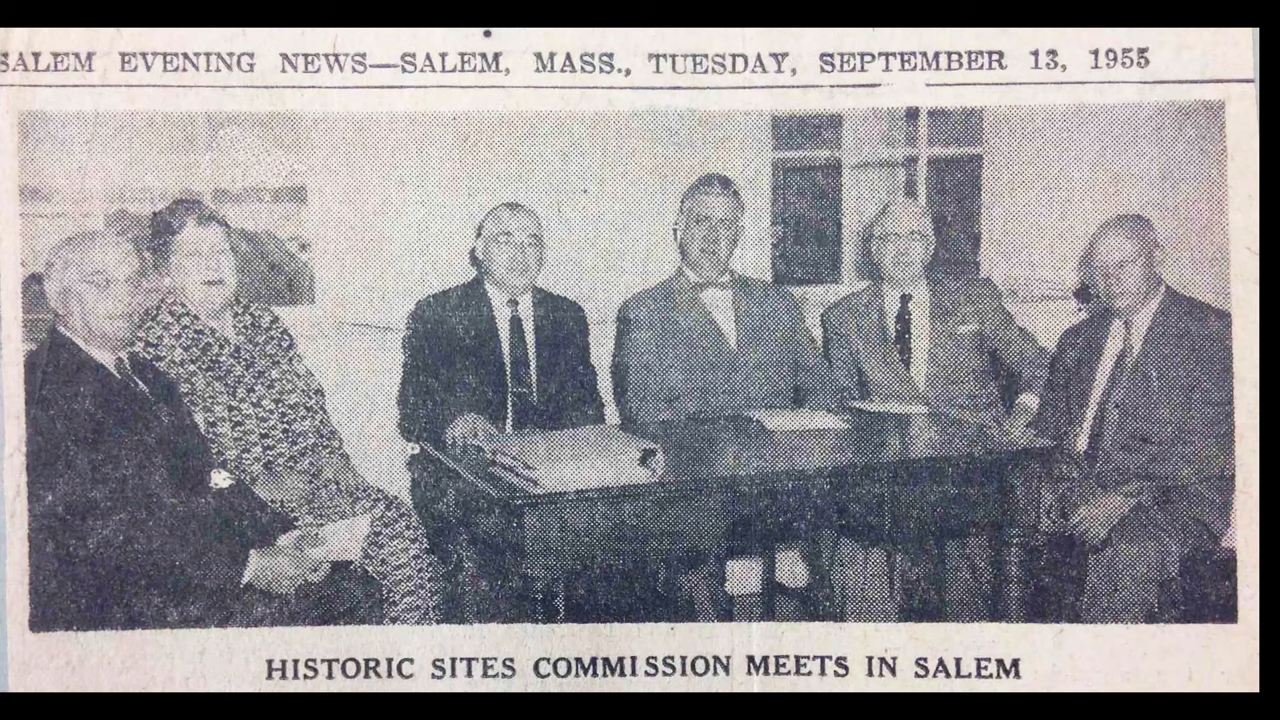 SALEM EVENING NEWS—SALEM, MASS., TUESDAY, SEPTEMBER 13, 1955
HISTORIC SITES COMMISSION MEETS IN SALEM